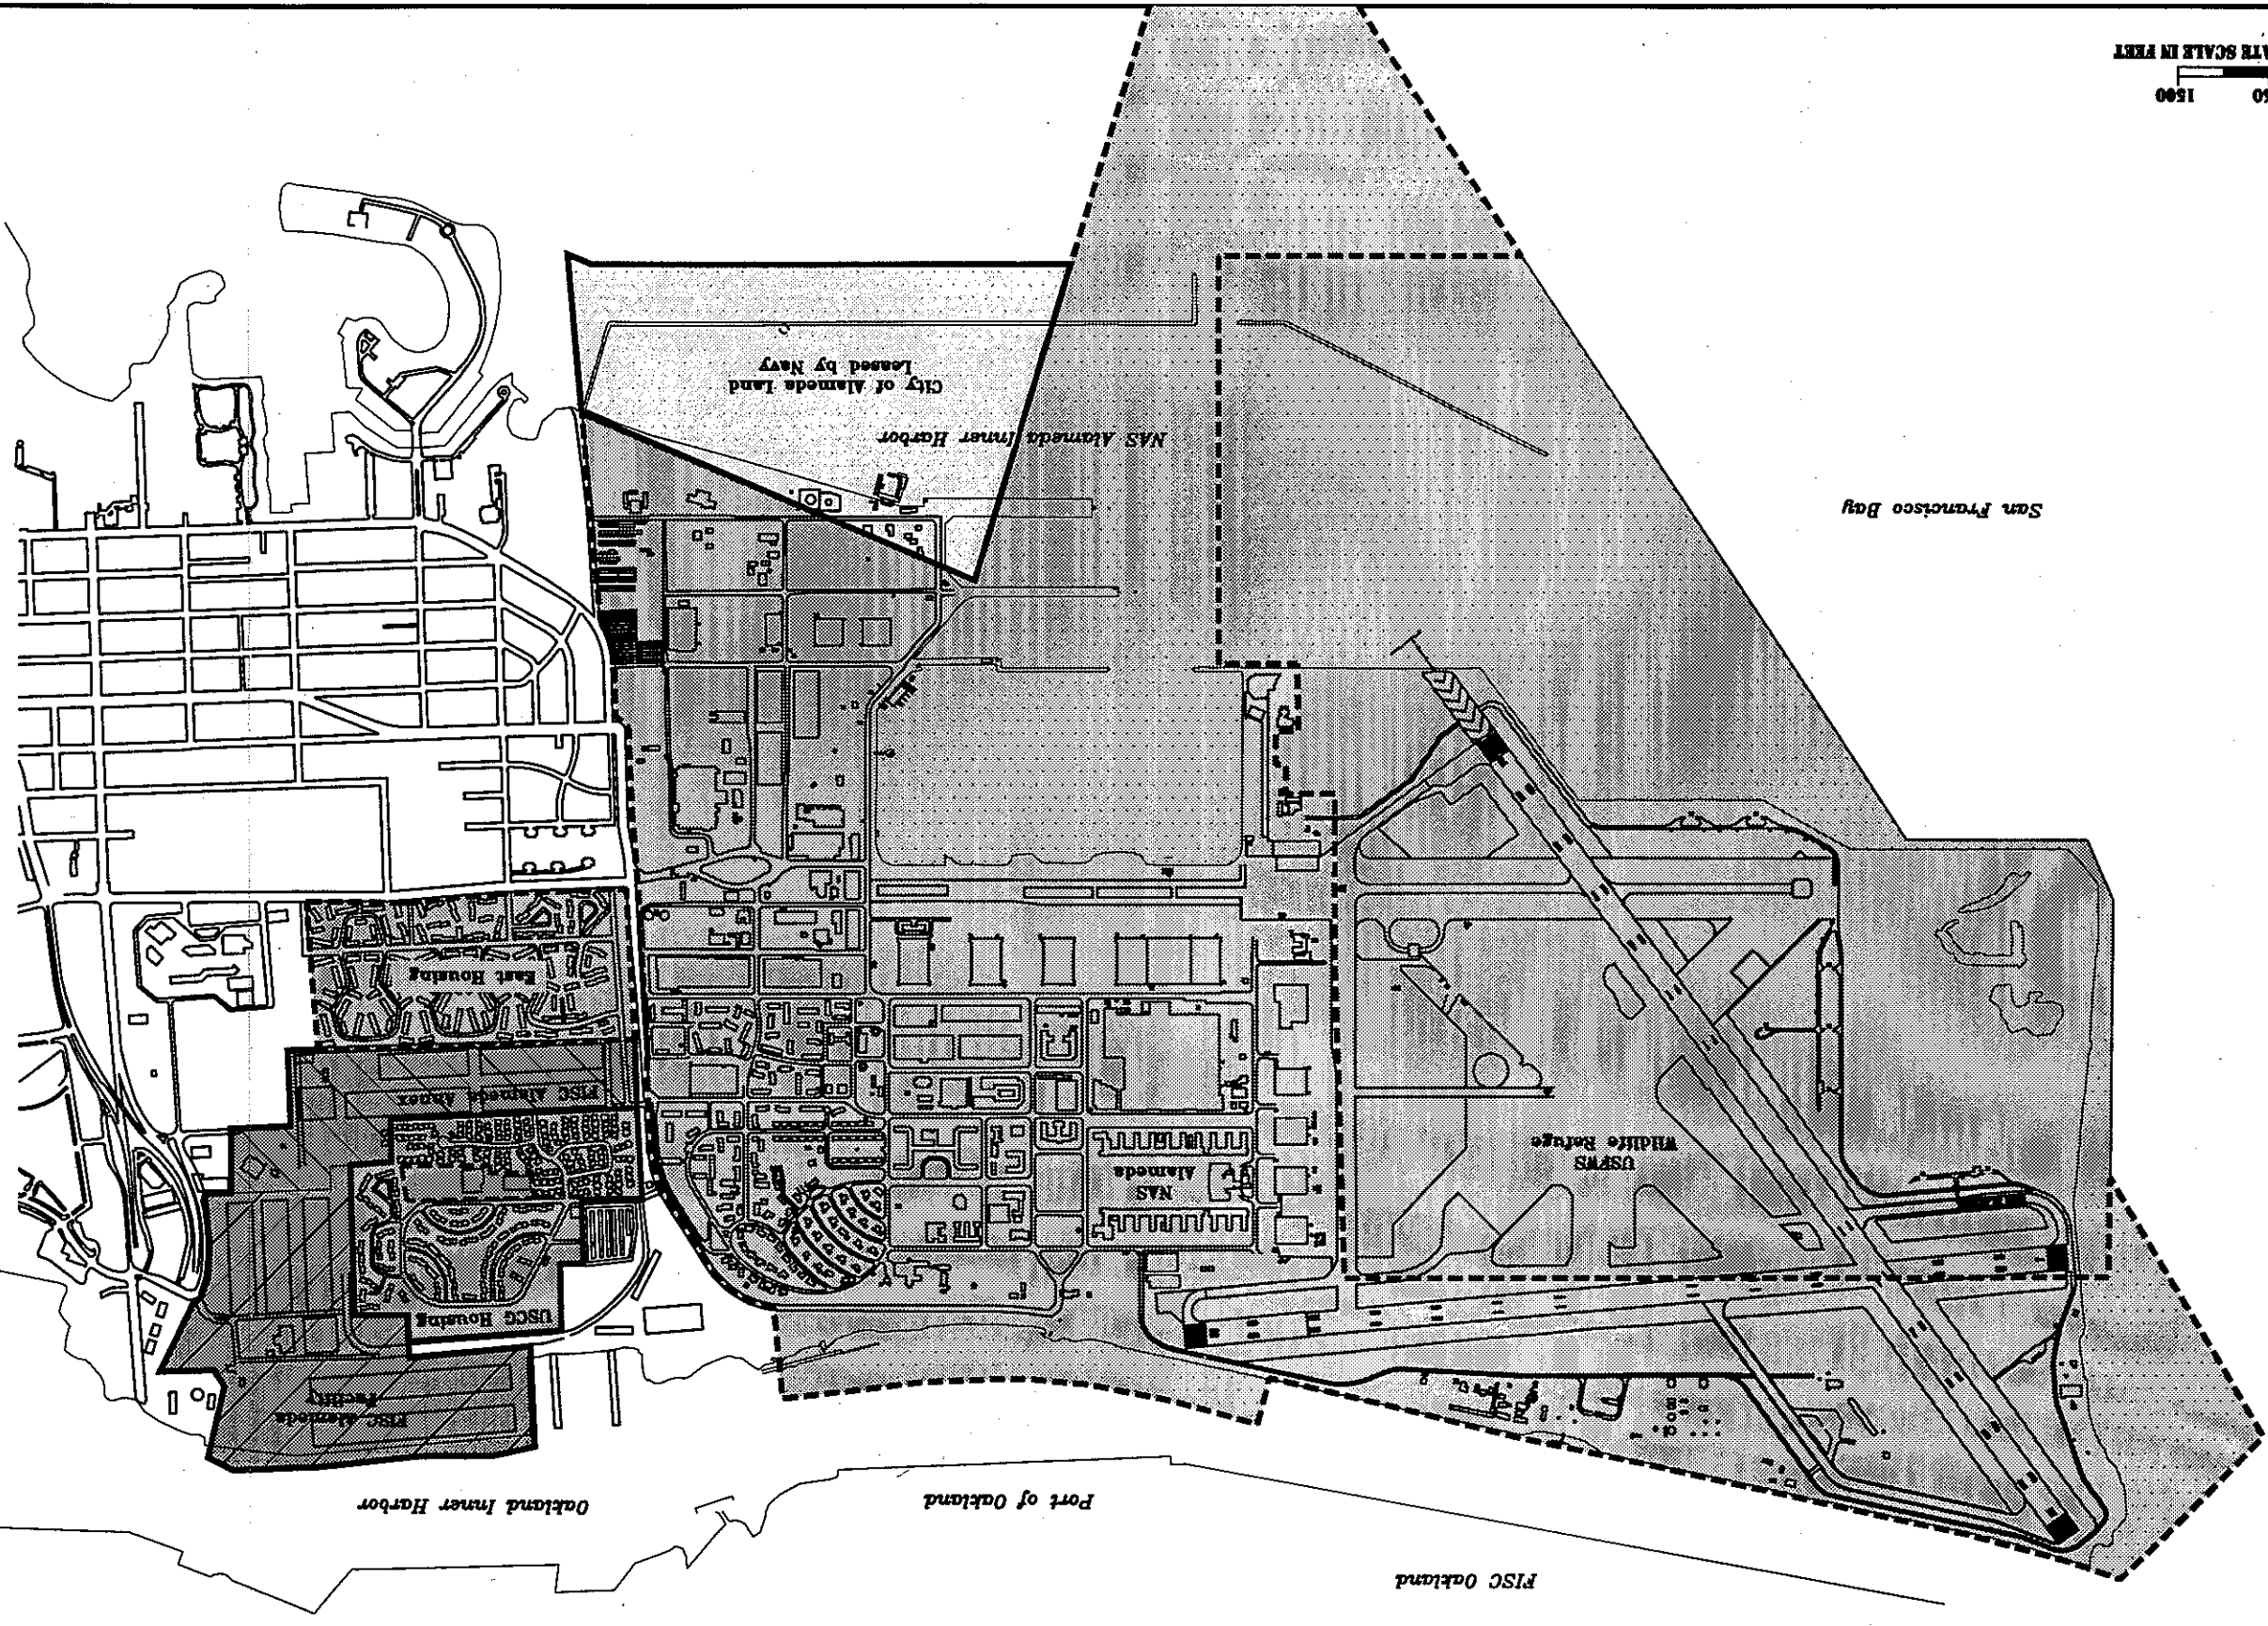 FISC Oakland
Port of Oakland
Oakland Inner Harbor
FISC Alameda
Facility
USCG Housing
USFWS
Wildlife Refuge
NAS
Alameda
FISC Alameda Annex
East Housing
San Francisco Bay
NAS Alameda Inner Harbor
City of Alameda Land
Leased by Navy
50 1500
ATE SCALE IN FEET